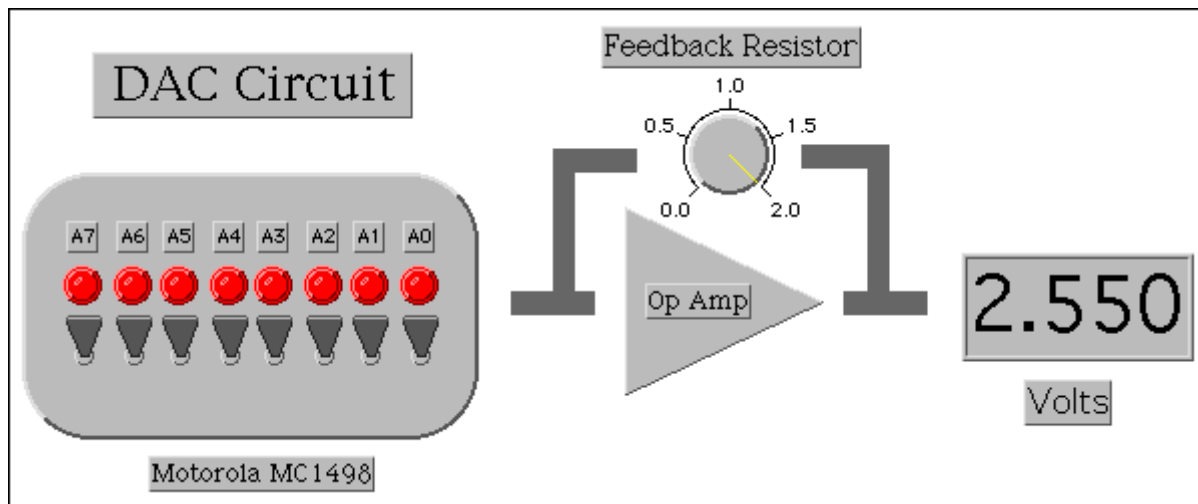 DAC Circuit
Feedback Resistor
0.0
0.5
1.0
1.5
2.0
A7 A6 A5 A4 A3 A2 A1 A0
Op Amp
2.550
Volts
Motorola MC1498